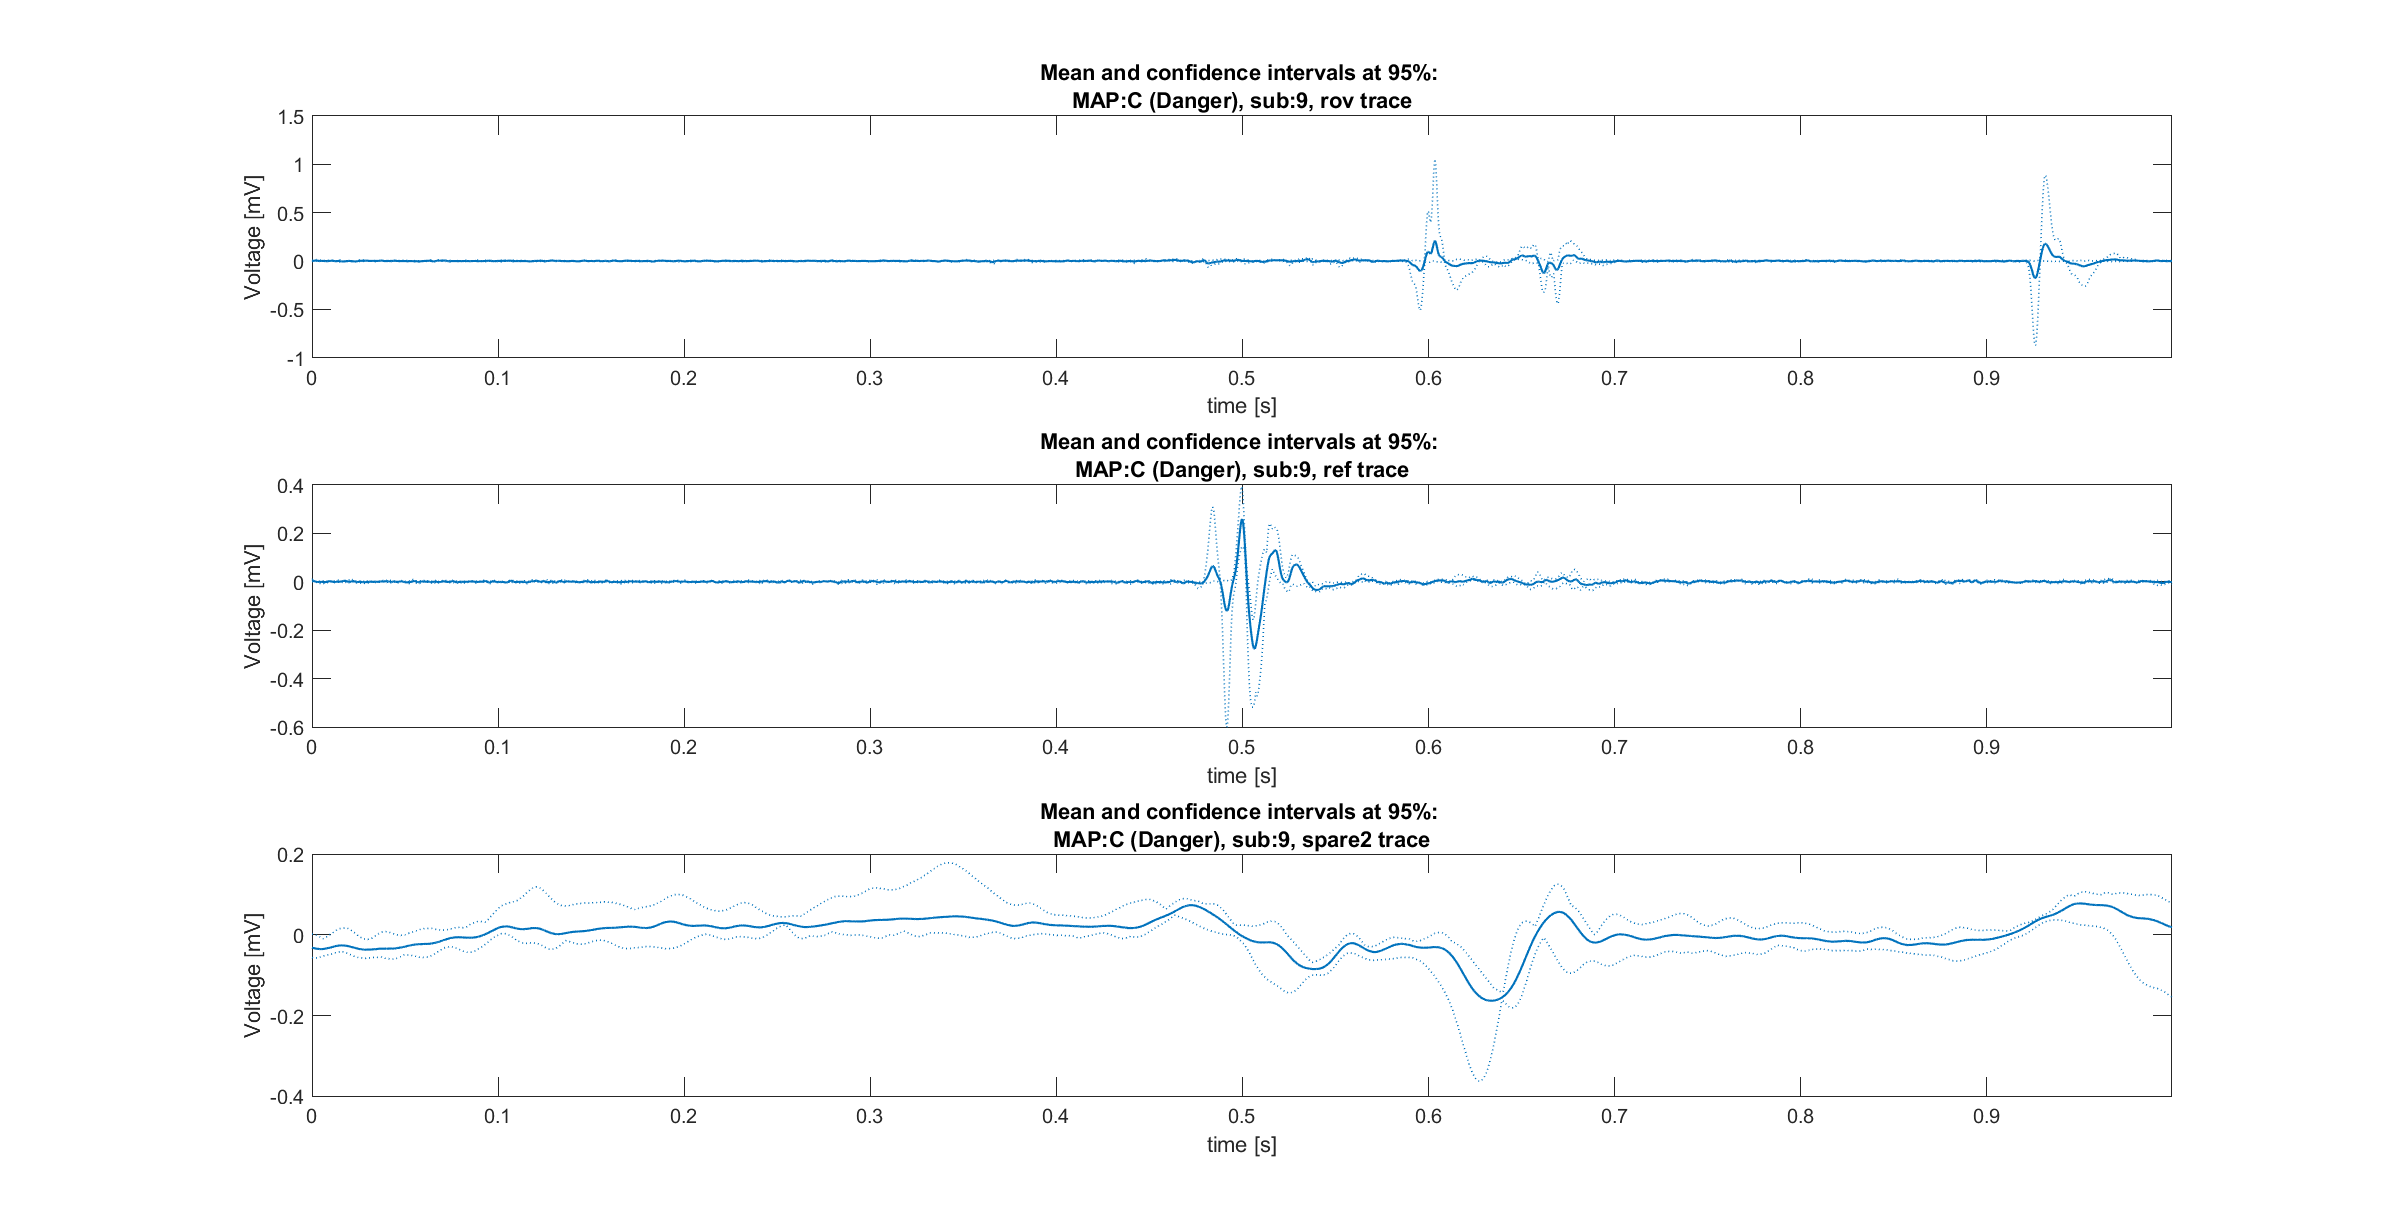 Mean and confidence intervals at 95%:
MAP:C (Danger), sub:9, rov trace
1.5
1
0.5
0
-0.5
-1
Voltage [mV]
0 0.1 0.2 0.3 0.4 0.5 0.6 0.7 0.8 0.9
time [s]
Mean and confidence intervals at 95%:
MAP:C (Danger), sub:9, ref trace
0.4
0.2
0
-0.2
-0.4
-0.6
Voltage [mV]
0 0.1 0.2 0.3 0.4 0.5 0.6 0.7 0.8 0.9
time [s]
Mean and confidence intervals at 95%:
MAP:C (Danger), sub:9, spare2 trace
0.2
0
-0.2
-0.4
Voltage [mV]
0 0.1 0.2 0.3 0.4 0.5 0.6 0.7 0.8 0.9
time [s]